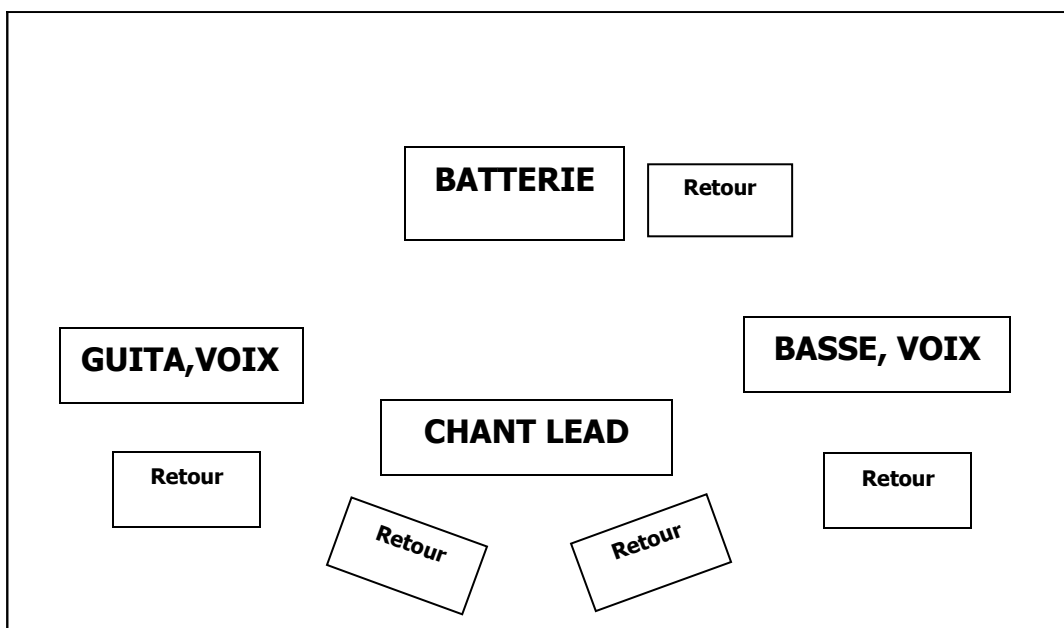 BATTERIE
Retour
GUITA,VOIX
BASSE, VOIX
CHANT LEAD
Retour
Retour
Retour
Retour